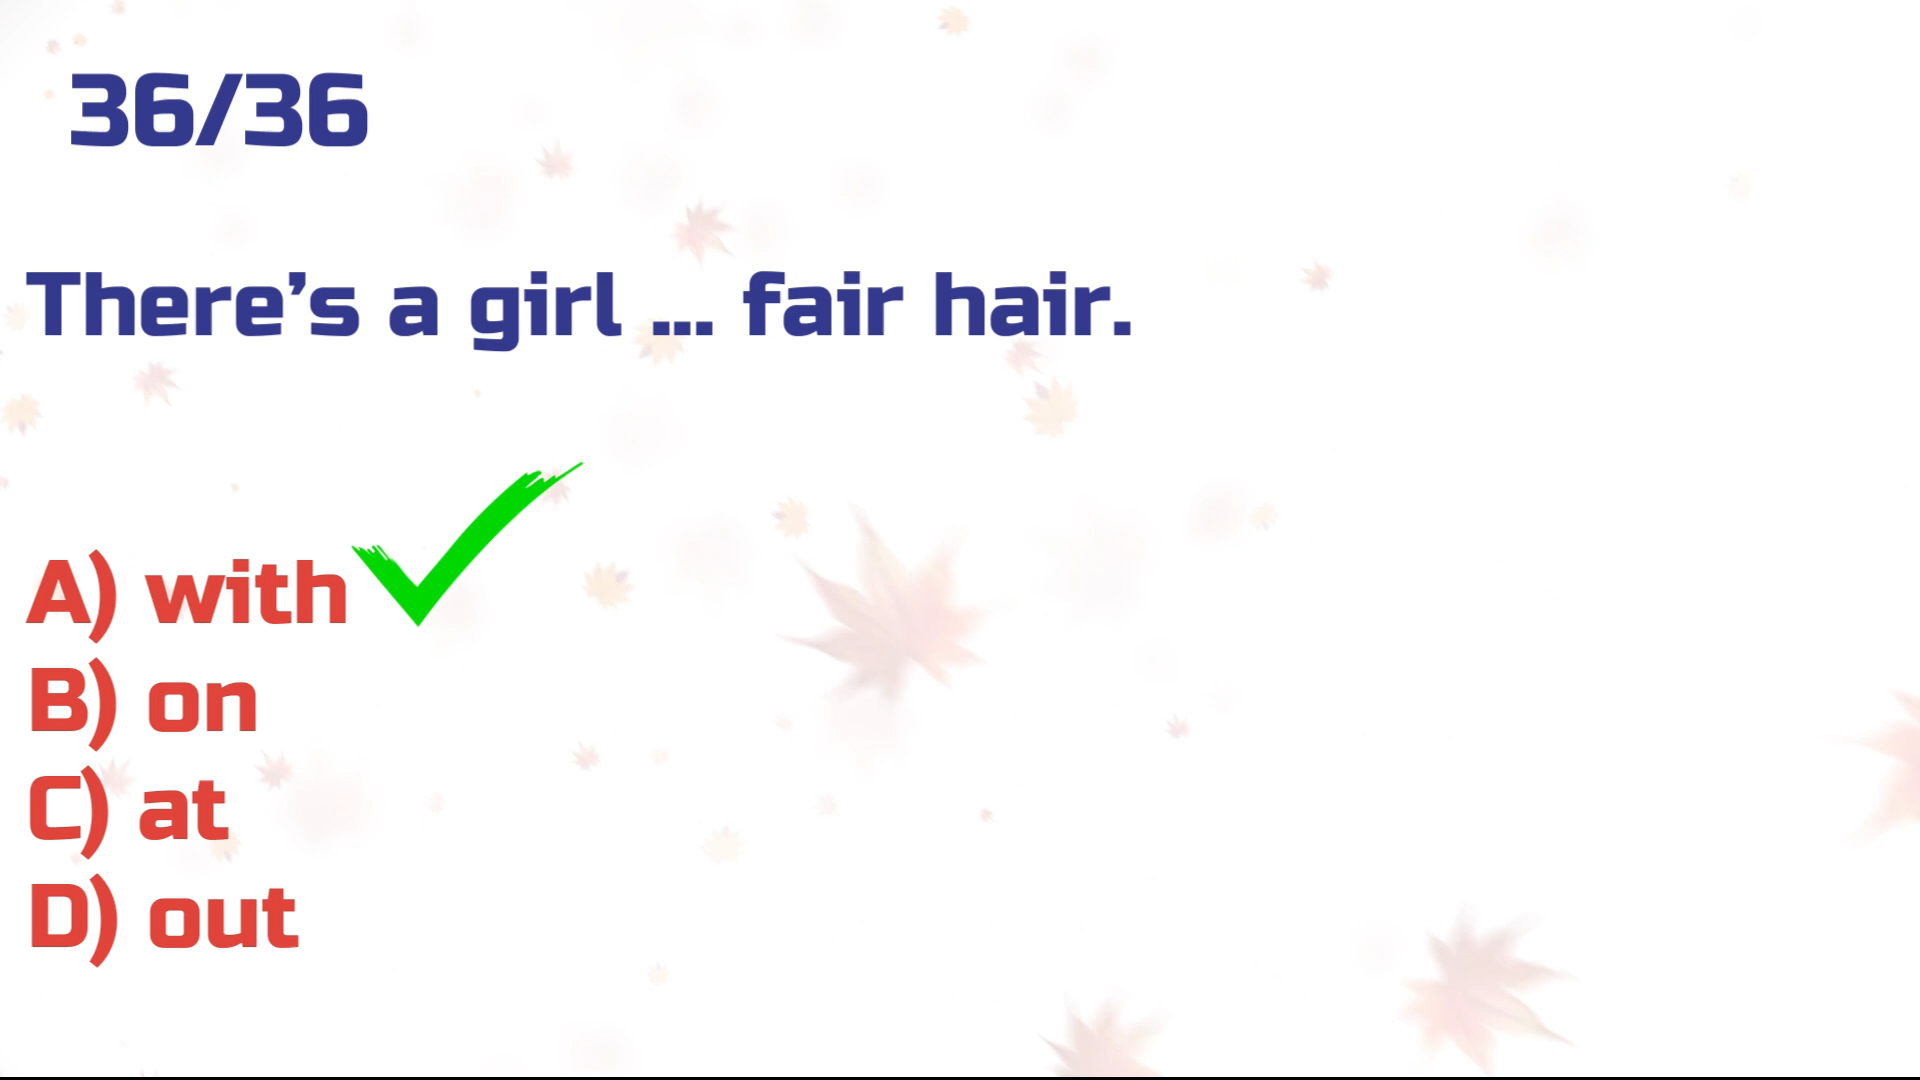 36/36
There’s a girl ... fair hair.
A) with
B) on
C) at
D) out